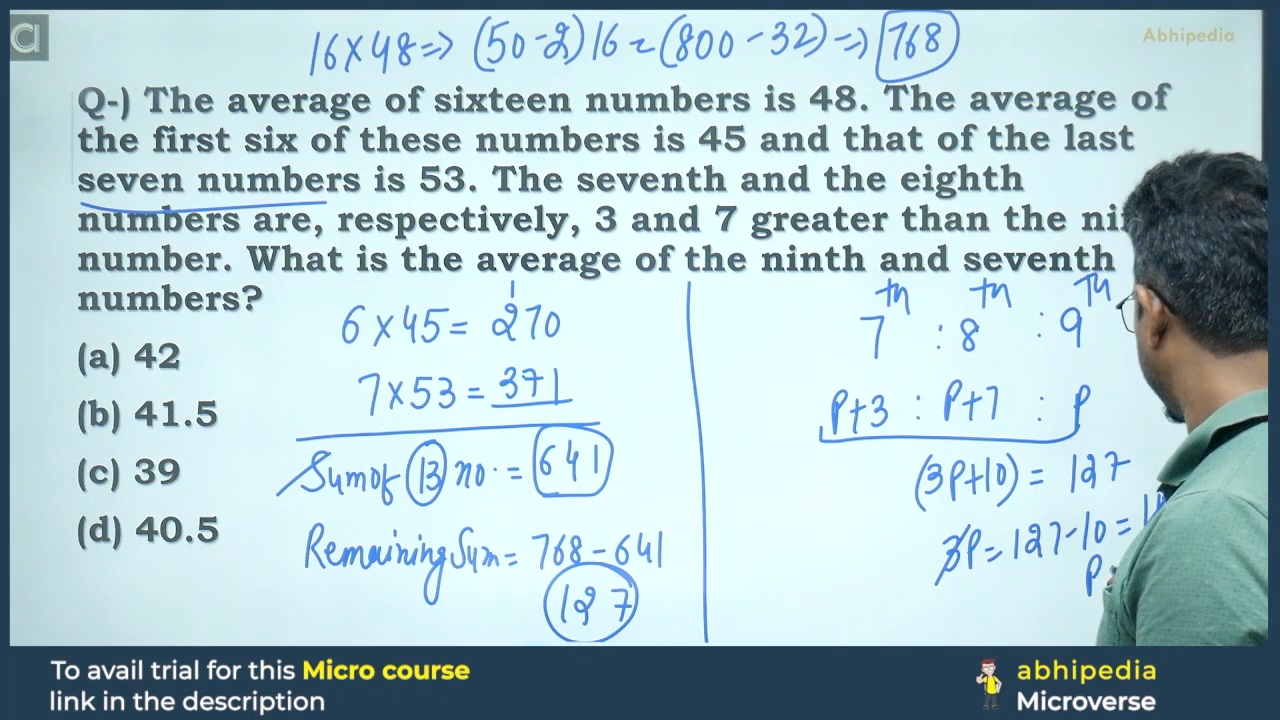 Abhipedia
16×48=> (50-2)16=(800-32)=>768
Q-) The average of sixteen numbers is 48. The average of
the first six of these numbers is 45 and that of the last
seven numbers is 53. The seventh and the eighth
numbers are, respectively, 3 and 7 greater than the
number. What is the average of the ninth and seventh
numbers?
(a) 42
(b) 41.5
(c) 39
(d) 40.5
6×45=270
7×53=371
Sum of 13 no. = 641
Remaining Sum = 768-641
127
7th : 8th : 9th
P+3 : P+7 : P
(3P+10) = 127
3P=127-10=
P
To avail trial for this Micro course
link in the description
abhipedia
Microverse